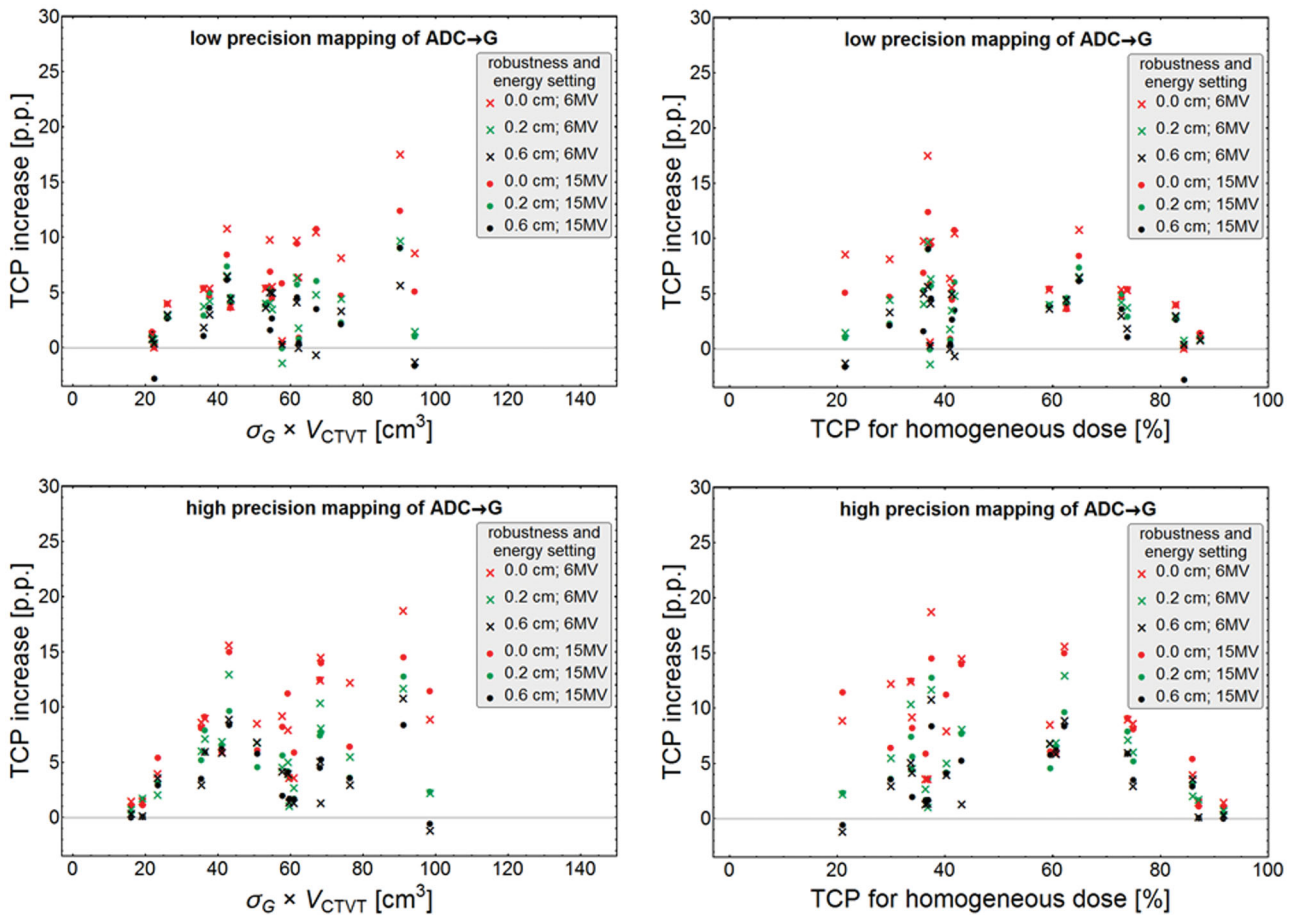 low precision mapping of ADC→G
robustness and
energy setting
0.0 cm; 6MV
0.2 cm; 6MV
0.6 cm; 6MV
0.0 cm; 15MV
0.2 cm; 15MV
0.6 cm; 15MV
TCP increase [p.p.]
30
25
20
15
10
5
0
0 20 40 60 80 100 120 140
σG × VCTVT [cm³]
low precision mapping of ADC→G
robustness and
energy setting
0.0 cm; 6MV
0.2 cm; 6MV
0.6 cm; 6MV
0.0 cm; 15MV
0.2 cm; 15MV
0.6 cm; 15MV
TCP increase [p.p.]
30
25
20
15
10
5
0
0 20 40 60 80 100
TCP for homogeneous dose [%]
high precision mapping of ADC→G
robustness and
energy setting
0.0 cm; 6MV
0.2 cm; 6MV
0.6 cm; 6MV
0.0 cm; 15MV
0.2 cm; 15MV
0.6 cm; 15MV
TCP increase [p.p.]
30
25
20
15
10
5
0
0 20 40 60 80 100 120 140
σG × VCTVT [cm³]
high precision mapping of ADC→G
robustness and
energy setting
0.0 cm; 6MV
0.2 cm; 6MV
0.6 cm; 6MV
0.0 cm; 15MV
0.2 cm; 15MV
0.6 cm; 15MV
TCP increase [p.p.]
30
25
20
15
10
5
0
0 20 40 60 80 100
TCP for homogeneous dose [%]